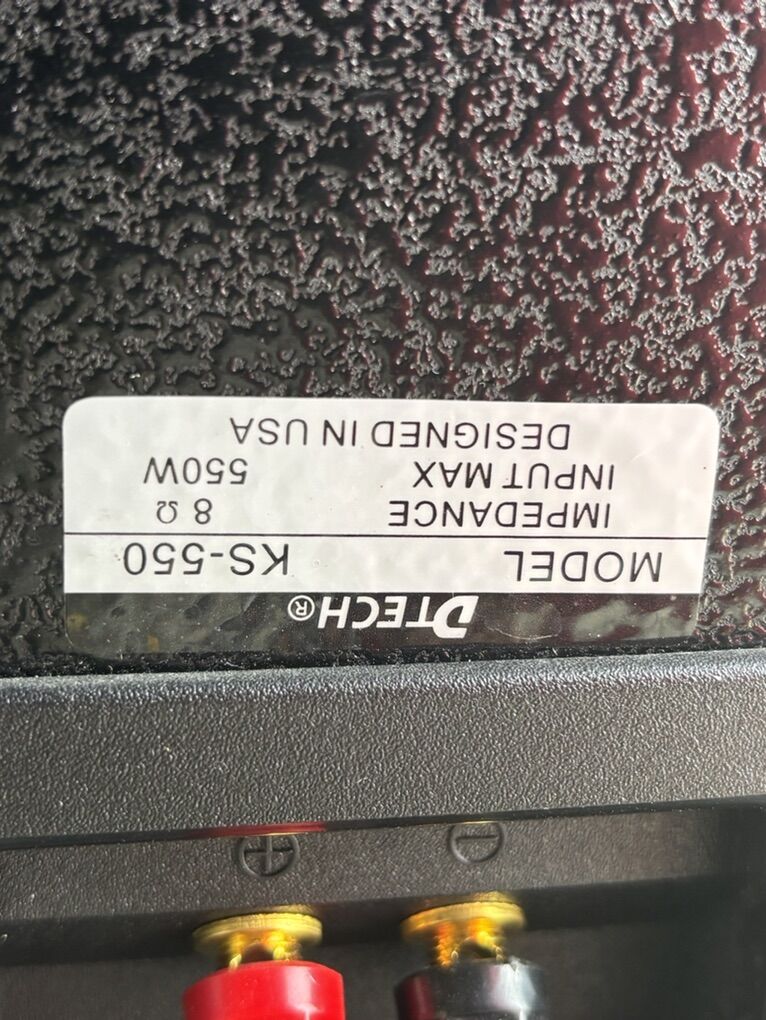 DTECH®
MODEL KS-550
IMPEDANCE 8 Ω
INPUT MAX 550W
DESIGNED IN USA
+ −